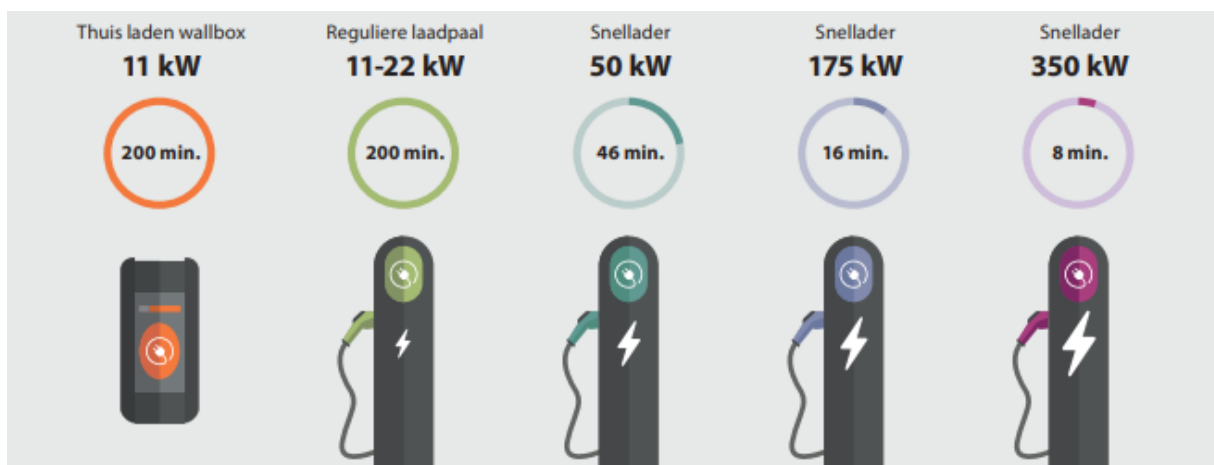 Thuis laden wallbox
11 kW
200 min.
Reguliere laadpaal
11-22 kW
200 min.
Snellader
50 kW
46 min.
Snellader
175 kW
16 min.
Snellader
350 kW
8 min.